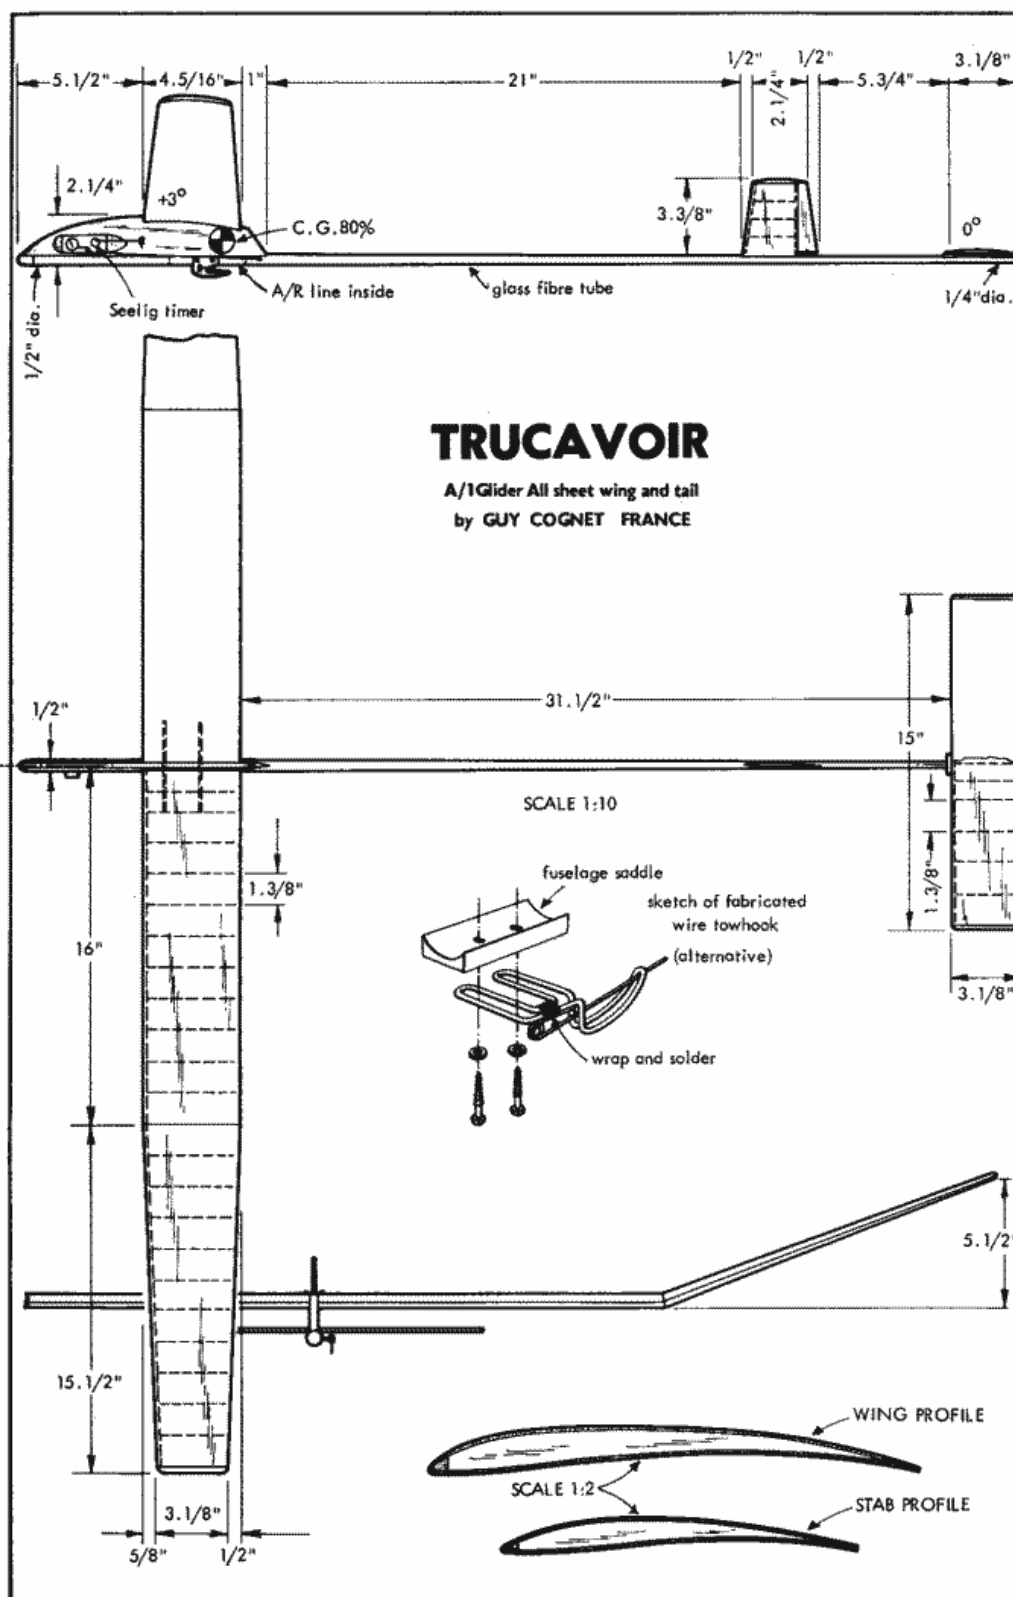 5.1/2"
4.5/16"
1"
21"
1/2"
2.1/4"
1/2"
5.3/4"
3.1/8"
2.1/4"
+3°
C.G.80%
3.3/8"
0°
1/2" dia.
Seelig timer
A/R line inside
glass fibre tube
1/4"dia.
TRUCAVOIR
A/1Glider All sheet wing and tail
by GUY COGNET FRANCE
31.1/2"
1/2"
15"
SCALE 1:10
1.3/8"
16"
fuselage saddle
sketch of fabricated
wire towhook
(alternative)
1.3/8"
3.1/8"
wrap and solder
5.1/2"
15.1/2"
WING PROFILE
SCALE 1:2
STAB PROFILE
3.1/8"
5/8"
1/2"